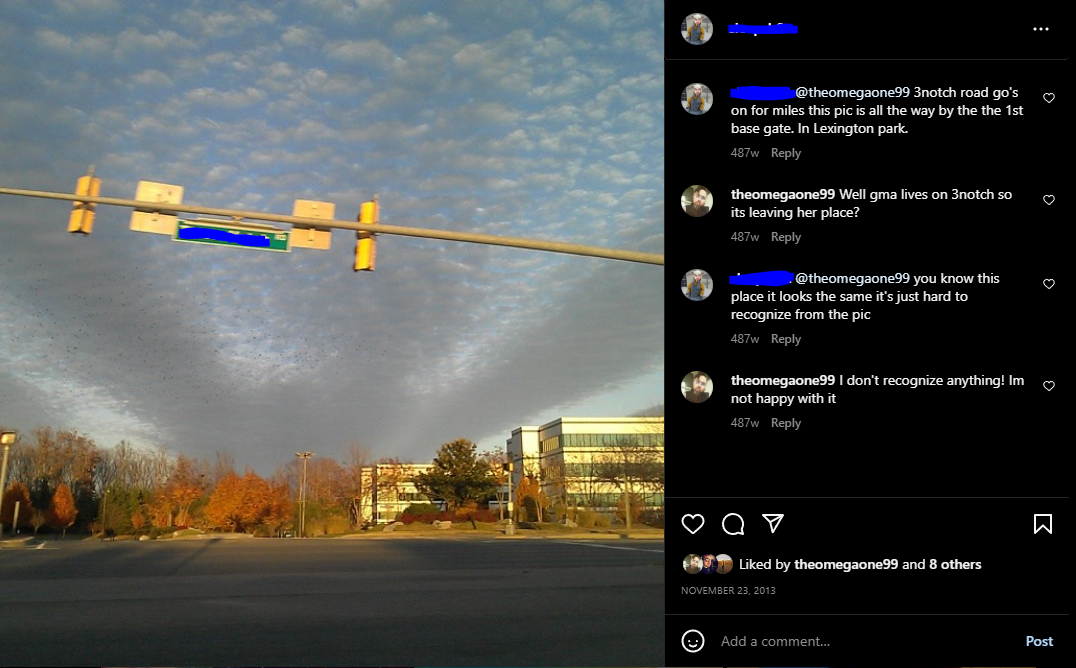 @theomegaone99 3notch road go's
on for miles this pic is all the way by the the 1st
base gate. In Lexington park.
487w Reply
theomegaone99 Well gma lives on 3notch so
its leaving her place?
487w Reply
@theomegaone99 you know this
place it looks the same it's just hard to
recognize from the pic
487w Reply
theomegaone99 I don't recognize anything! Im
not happy with it
487w Reply
Liked by theomegaone99 and 8 others
NOVEMBER 23, 2013
Add a comment...
Post